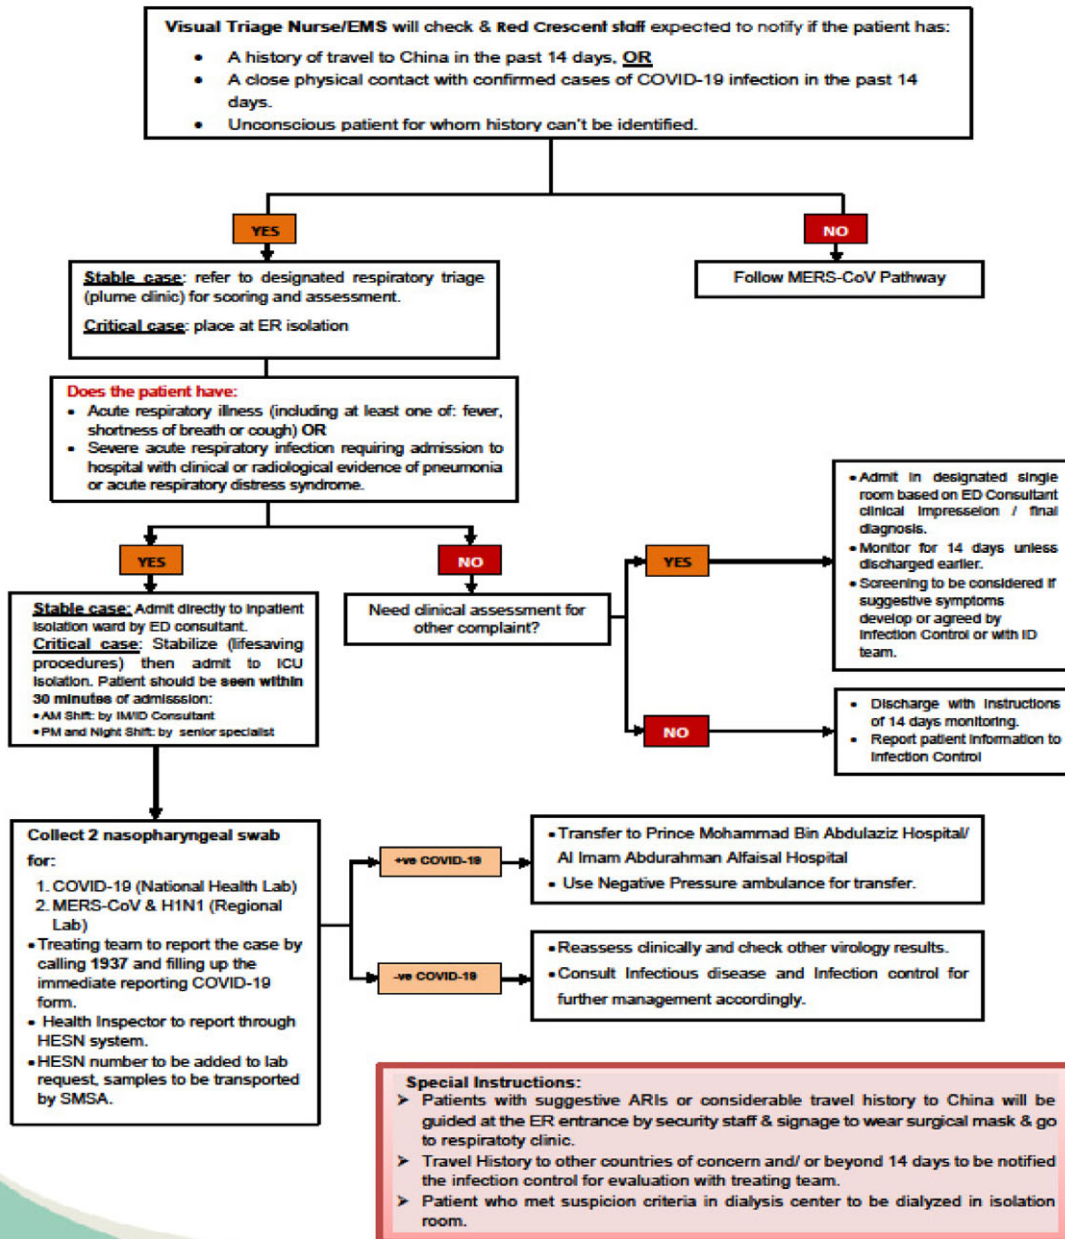 Visual Triage Nurse/EMS will check & Red Crescent staff expected to notify if the patient has:
• A history of travel to China in the past 14 days, OR
• A close physical contact with confirmed cases of COVID-19 infection in the past 14
days.
• Unconscious patient for whom history can't be identified.
YES
NO
Stable case: refer to designated respiratory triage
(plume clinic) for scoring and assessment.
Critical case: place at ER isolation
Follow MERS-CoV Pathway
Does the patient have:
• Acute respiratory illness (including at least one of: fever,
shortness of breath or cough) OR
• Severe acute respiratory infection requiring admission to
hospital with clinical or radiological evidence of pneumonia
or acute respiratory distress syndrome.
YES
NO
Stable case: Admit directly to inpatient
isolation ward by ED consultant.
Critical case: Stabilize (lifesaving
procedures) then admit to ICU
isolation. Patient should be seen within
30 minutes of admisssion:
• AM Shift: by IM/ID Consultant
• PM and Night Shift: by senior specialist
Need clinical assessment for
other complaint?
YES
• Admit in designated single
room based on ED Consultant
clinical impression / final
diagnosis.
• Monitor for 14 days unless
discharged earlier.
• Screening to be considered if
suggestive symptoms
develop or agreed by
Infection Control or with ID
team.
NO
• Discharge with instructions
of 14 days monitoring.
• Report patient information to
Infection Control
Collect 2 nasopharyngeal swab
for:
1. COVID-19 (National Health Lab)
2. MERS-CoV & H1N1 (Regional
Lab)
• Treating team to report the case by
calling 1937 and filling up the
immediate reporting COVID-19
form.
• Health Inspector to report through
HESN system.
• HESN number to be added to lab
request, samples to be transported
by SMSA.
+ve COVID-19
• Transfer to Prince Mohammad Bin Abdulaziz Hospital/
Al Imam Abdurahman Alfaisal Hospital
• Use Negative Pressure ambulance for transfer.
-ve COVID-19
• Reassess clinically and check other virology results.
• Consult Infectious disease and Infection control for
further management accordingly.
Special Instructions:
➤ Patients with suggestive ARIs or considerable travel history to China will be
guided at the ER entrance by security staff & signage to wear surgical mask & go
to respiratoty clinic.
➤ Travel History to other countries of concern and/ or beyond 14 days to be notified
the infection control for evaluation with treating team.
➤ Patient who met suspicion criteria in dialysis center to be dialyzed in isolation
room.